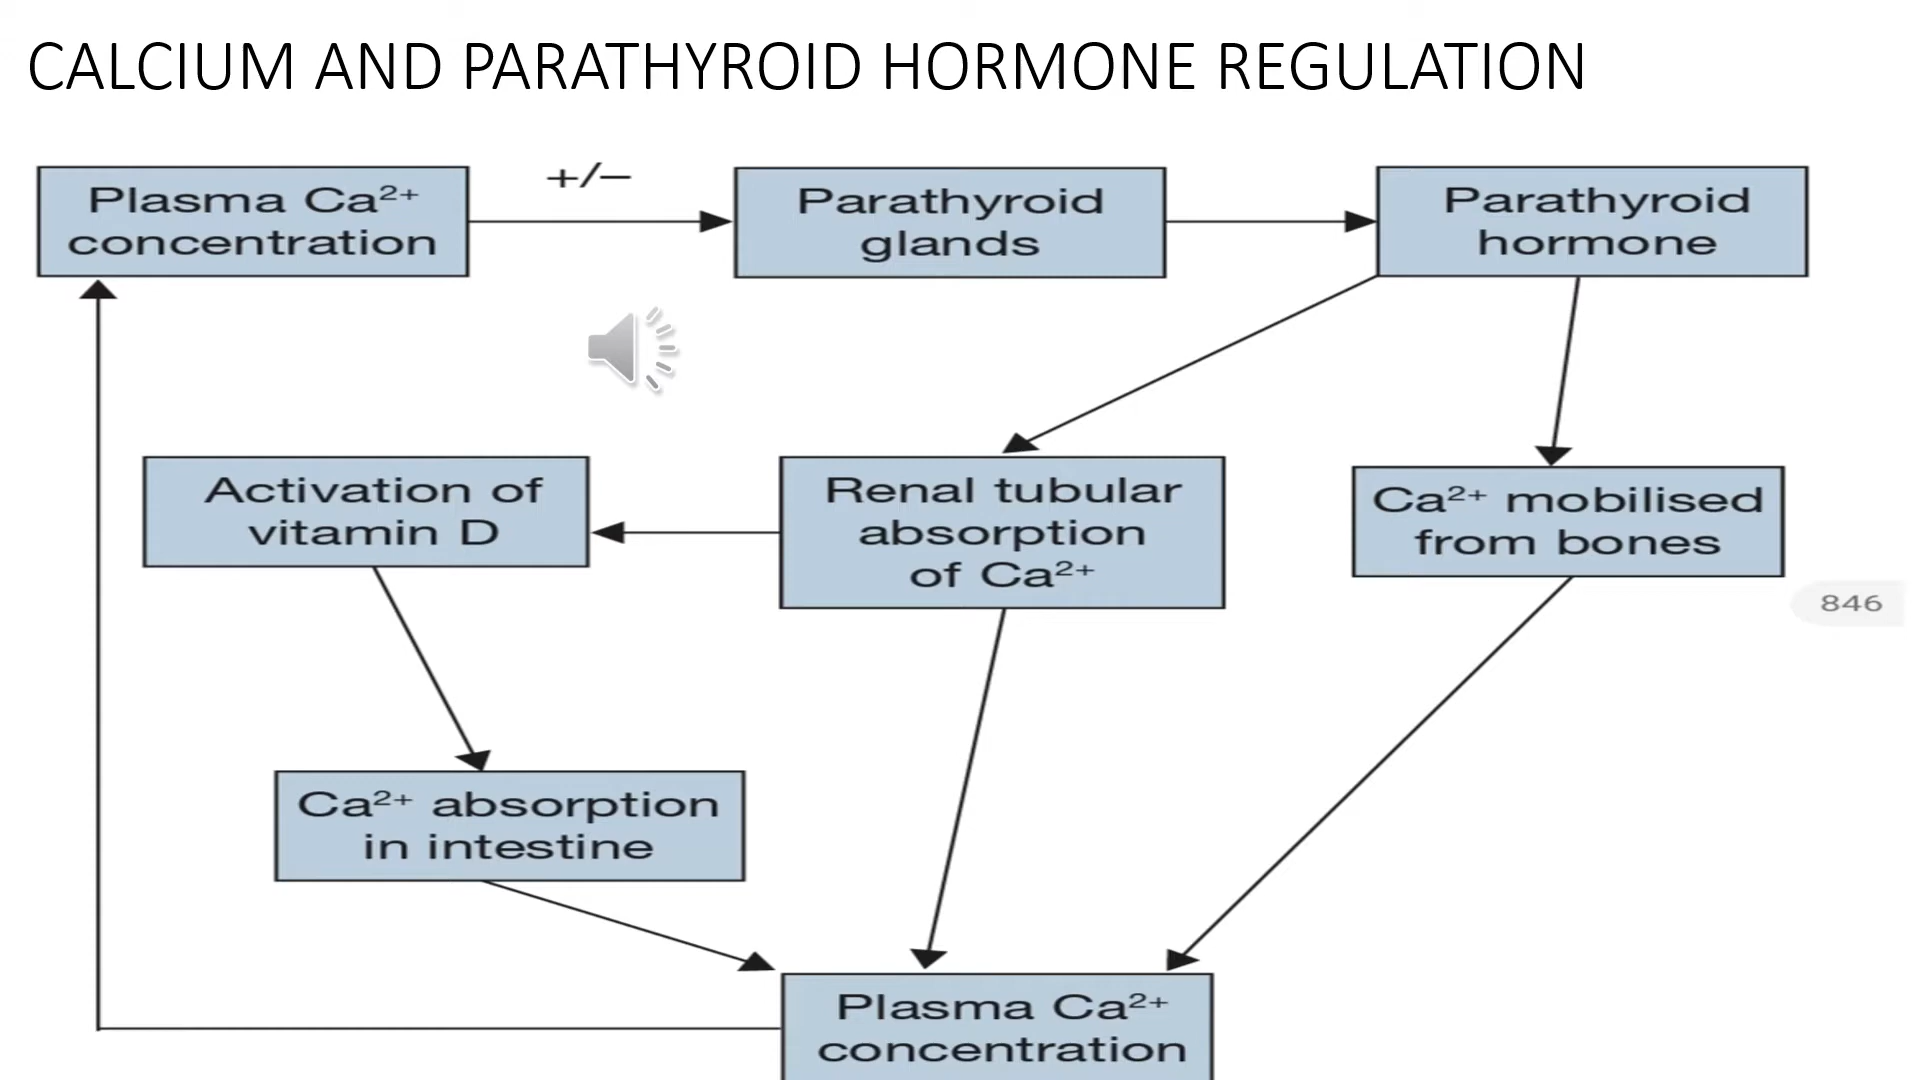 CALCIUM AND PARATHYROID HORMONE REGULATION
Plasma Ca²⁺
concentration
+/−
Parathyroid
glands
Parathyroid
hormone
Activation of
vitamin D
Renal tubular
absorption
of Ca²⁺
Ca²⁺ mobilised
from bones
846
Ca²⁺ absorption
in intestine
Plasma Ca²⁺
concentration